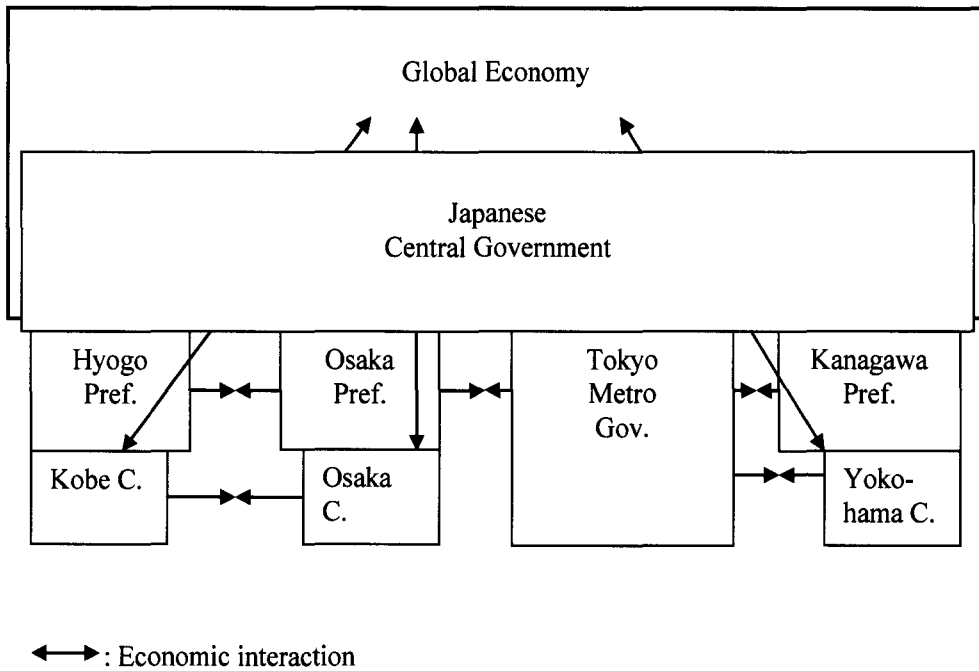 Global Economy
Japanese
Central Government
Hyogo
Pref.
Osaka
Pref.
Tokyo
Metro
Gov.
Kanagawa
Pref.
Kobe C.
Osaka
C.
Yoko-
hama C.
: Economic interaction